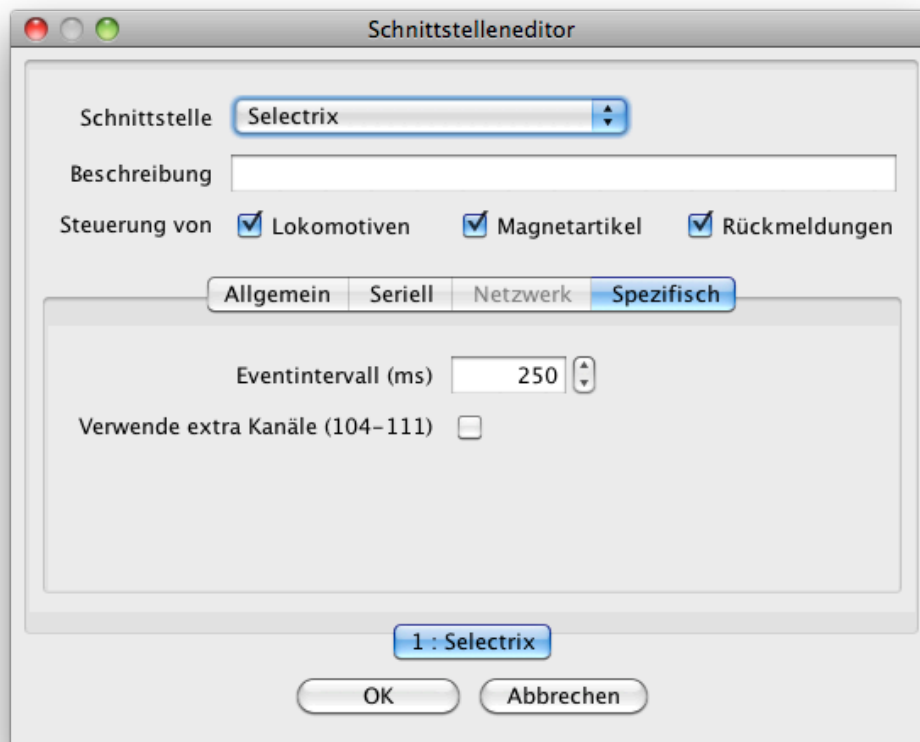 Schnittstelleneditor
Schnittstelle Selectrix
Beschreibung
Steuerung von Lokomotiven Magnetartikel Rückmeldungen
Allgemein Seriell Netzwerk Spezifisch
Eventintervall (ms) 250
Verwende extra Kanäle (104–111)
1 : Selectrix
OK Abbrechen